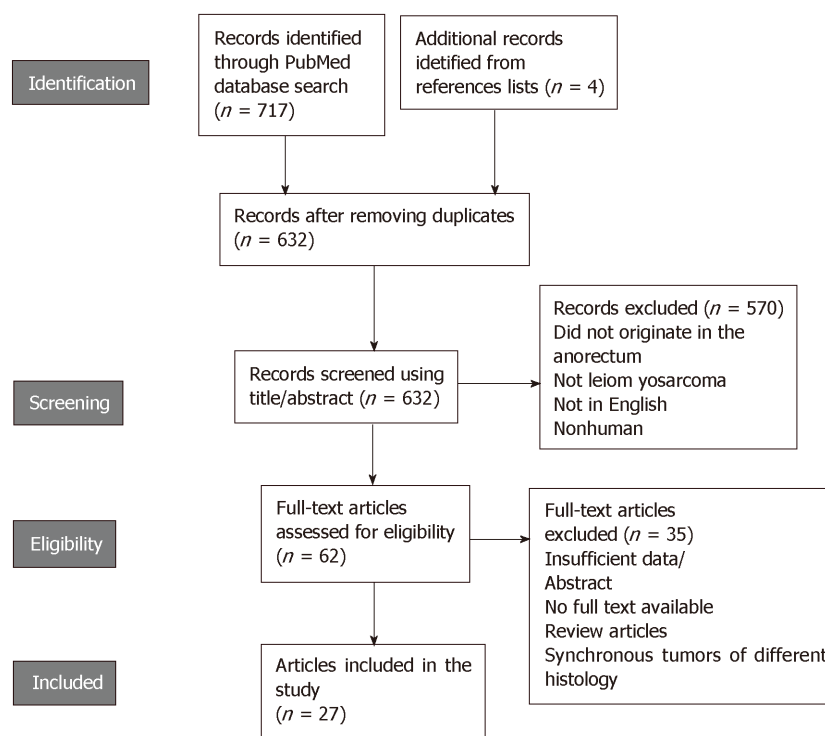 Identification
Records identified
through PubMed
database search
(n = 717)
Additional records
idetified from
references lists (n = 4)
Records after removing duplicates
(n = 632)
Screening
Records screened using
title/abstract (n = 632)
Records excluded (n = 570)
Did not originate in the
anorectum
Not leiom yosarcoma
Not in English
Nonhuman
Eligibility
Full-text articles
assessed for eligibility
(n = 62)
Full-text articles
excluded (n = 35)
Insufficient data/
Abstract
No full text available
Review articles
Synchronous tumors of different
histology
Included
Articles included in the
study
(n = 27)